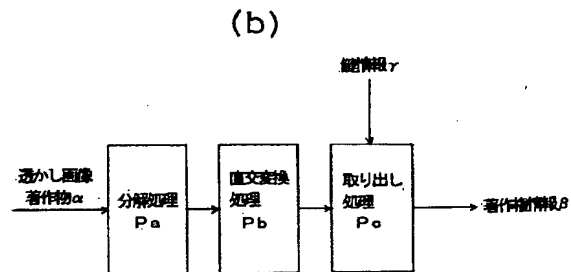 (b)
鍵情報γ
透かし画像
著作物α
分解処理
Pa
直交変換
処理
Pb
取り出し
処理
Pc
著作権情報β